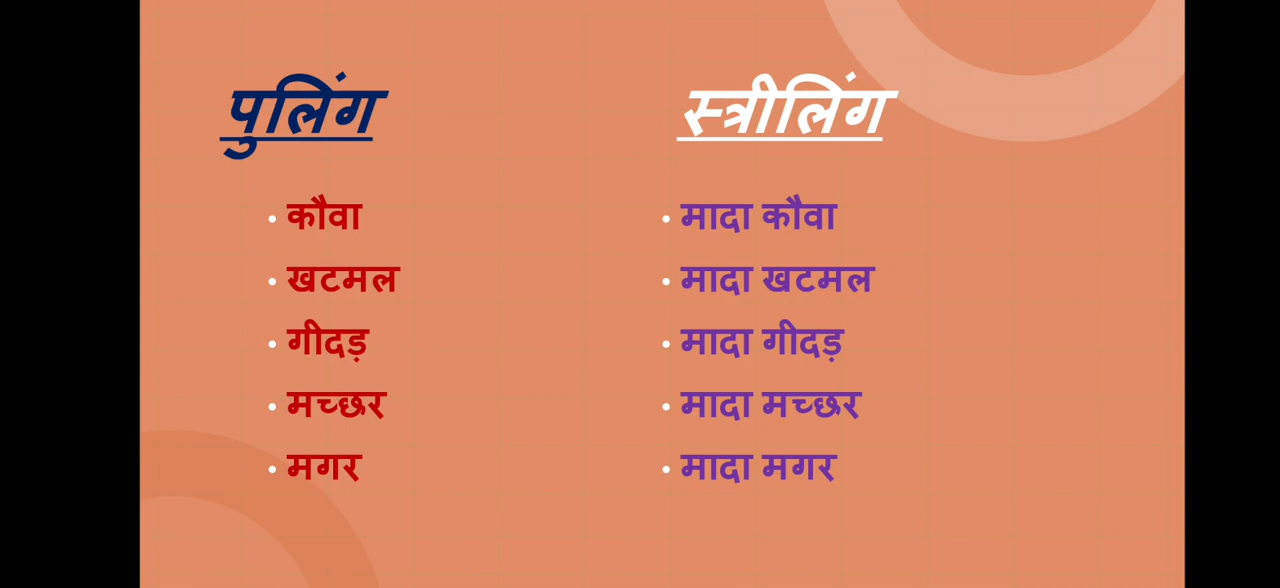 पुलिंग स्त्रीलिंग
कौवा मादा कौवा
खटमल मादा खटमल
गीदड़ मादा गीदड़
मच्छर मादा मच्छर
मगर मादा मगर